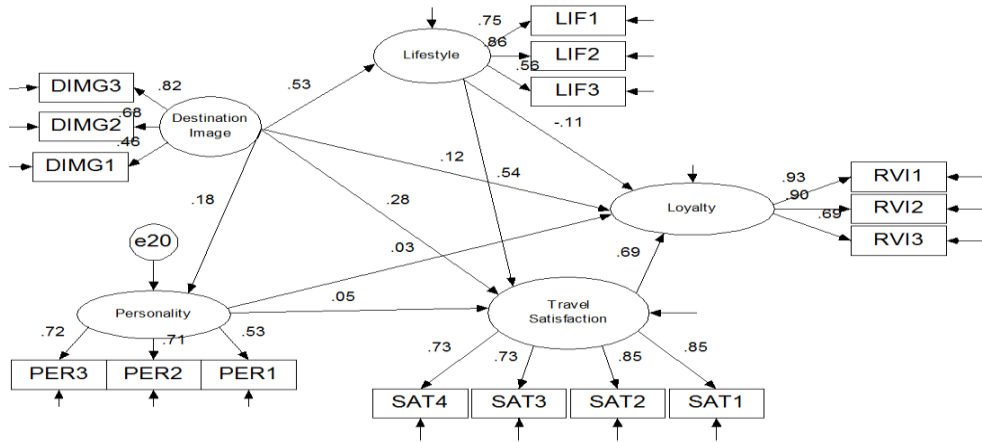 .75
LIF1
.86
Lifestyle
LIF2
.56
LIF3
DIMG3
.82
.53
.68
DIMG2
Destination
Image
.46
DIMG1
-.11
.12
.54
.93
RVI1
.90
RVI2
Loyalty
.69
RVI3
.18
.28
e20
.03
.69
.05
Personality
Travel
Satisfaction
.72
.71
.53
.73
.73
.85
.85
PER3
PER2
PER1
SAT4
SAT3
SAT2
SAT1